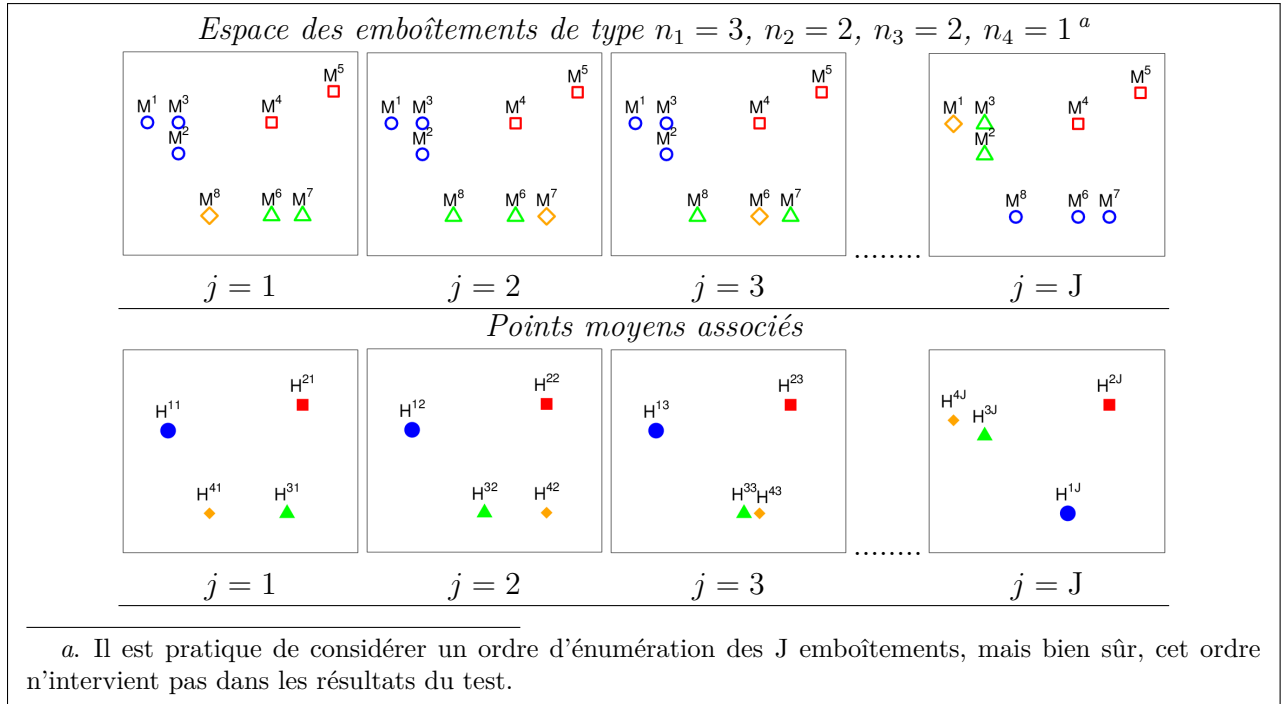 Espace des emboîtements de type n₁ = 3, n₂ = 2, n₃ = 2, n₄ = 1 ᵃ
M¹ M³ M² M⁴ M⁵ M⁸ M⁶ M⁷
M¹ M³ M² M⁴ M⁵ M⁸ M⁶ M⁷
M¹ M³ M² M⁴ M⁵ M⁸ M⁶ M⁷
M¹ M³ M² M⁴ M⁵ M⁸ M⁶ M⁷
........
j = 1 j = 2 j = 3 j = J
Points moyens associés
H¹¹ H²¹ H⁴¹ H³¹
H¹² H²² H³² H⁴²
H¹³ H²³ H³³ H⁴³
H⁴ᴶ H³ᴶ H²ᴶ H¹ᴶ
........
j = 1 j = 2 j = 3 j = J
a. Il est pratique de considérer un ordre d'énumération des J emboîtements, mais bien sûr, cet ordre
n'intervient pas dans les résultats du test.